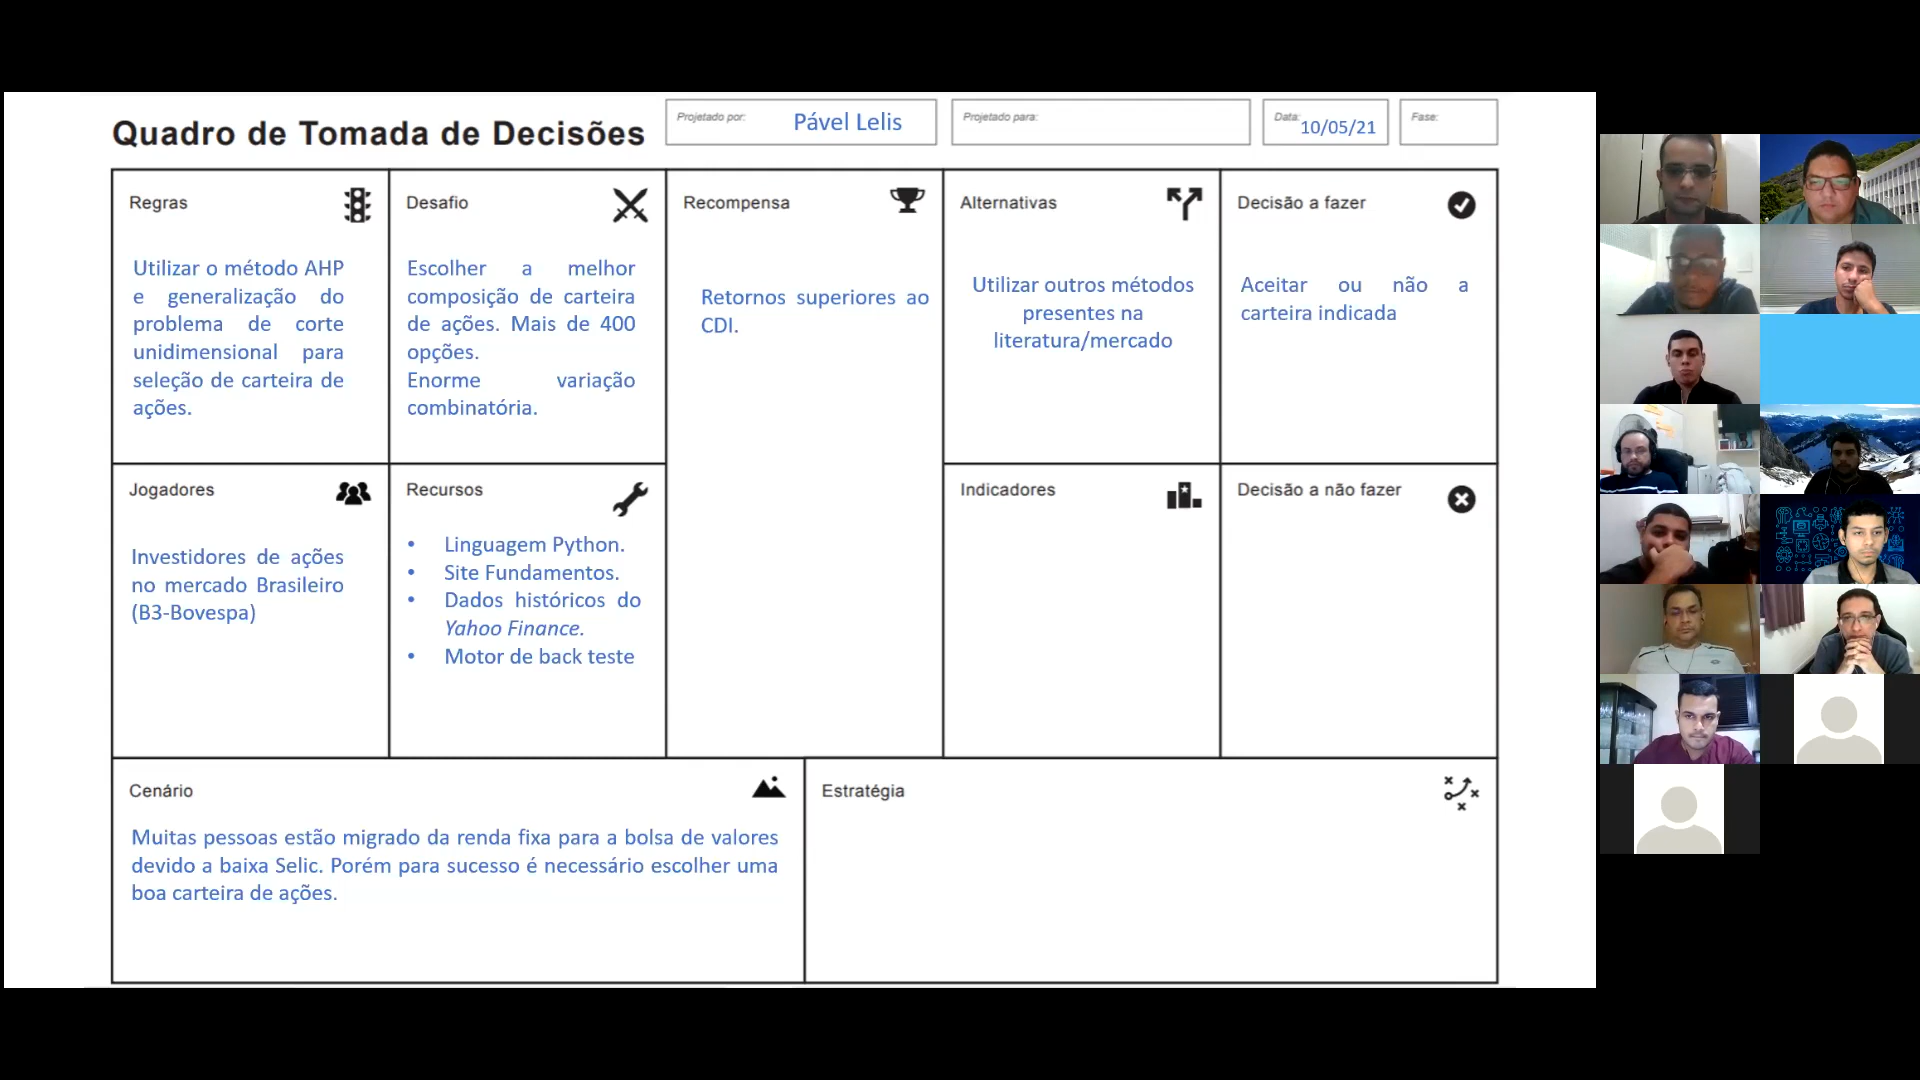 Quadro de Tomada de Decisões
Projetado por: Pável Lelis
Projetado para:
Data: 10/05/21
Fase:
Regras
Utilizar o método AHP
e generalização do
problema de corte
unidimensional para
seleção de carteira de
ações.
Desafio
Escolher a melhor
composição de carteira
de ações. Mais de 400
opções.
Enorme variação
combinatória.
Recompensa
Retornos superiores ao
CDI.
Alternativas
Utilizar outros métodos
presentes na
literatura/mercado
Decisão a fazer
Aceitar ou não a
carteira indicada
Jogadores
Investidores de ações
no mercado Brasileiro
(B3-Bovespa)
Recursos
• Linguagem Python.
• Site Fundamentos.
• Dados históricos do
Yahoo Finance.
• Motor de back teste
Indicadores
Decisão a não fazer
Cenário
Muitas pessoas estão migrado da renda fixa para a bolsa de valores
devido a baixa Selic. Porém para sucesso é necessário escolher uma
boa carteira de ações.
Estratégia